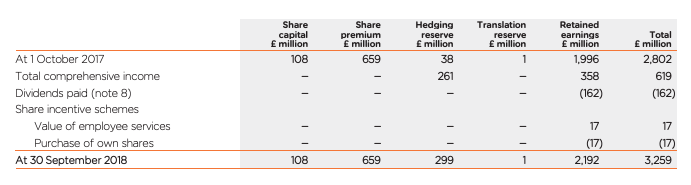 Share capital £ million Share premium £ million Hedging reserve £ million Translation reserve £ million Retained earnings £ million Total £ million
At 1 October 2017 108 659 38 1 1,996 2,802
Total comprehensive income – – 261 – 358 619
Dividends paid (note 8) – – – – (162) (162)
Share incentive schemes
Value of employee services – – – – 17 17
Purchase of own shares – – – – (17) (17)
At 30 September 2018 108 659 299 1 2,192 3,259